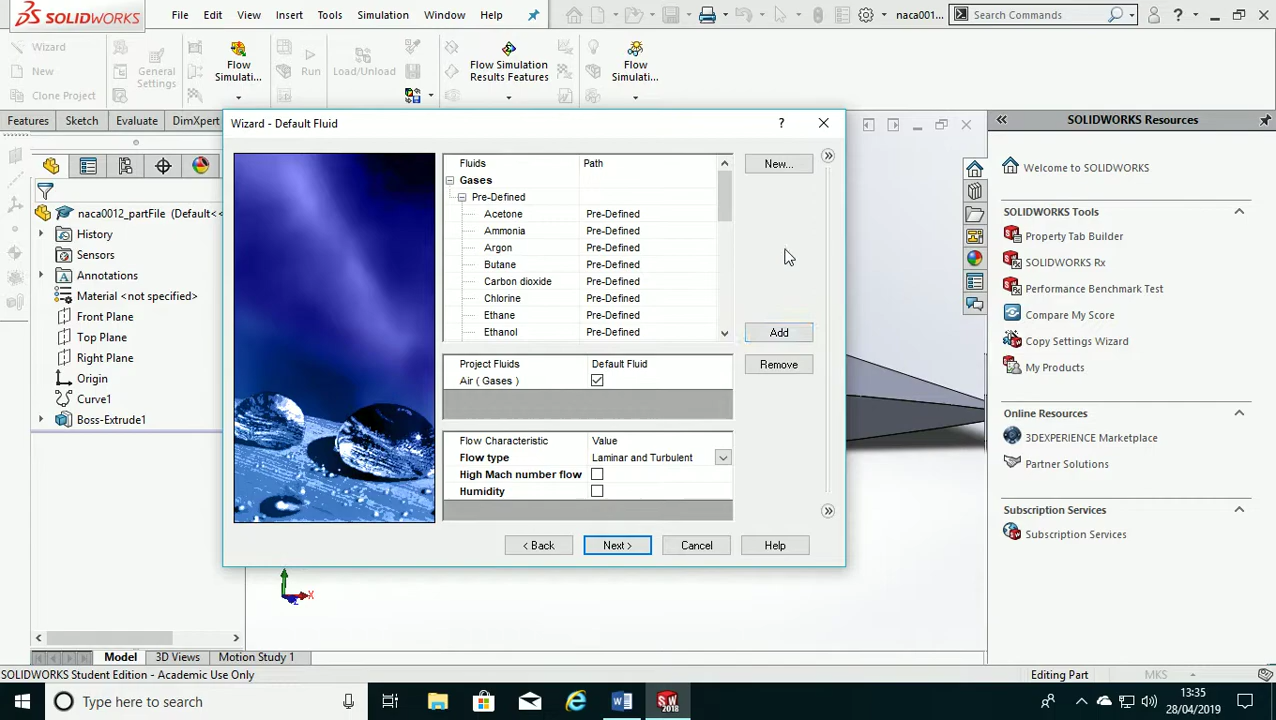 SOLIDWORKS
File Edit View Insert Tools Simulation Window Help
naca001...
Search Commands
Wizard
New
Clone Project
General Settings
Flow Simulati...
Run
Load/Unload
Flow Simulation Results Features
Flow Simulati...
Features Sketch Evaluate DimXpert
naca0012_partFile (Default<<
History
Sensors
Annotations
Material <not specified>
Front Plane
Top Plane
Right Plane
Origin
Curve1
Boss-Extrude1
Wizard - Default Fluid
Fluids Path
Gases
Pre-Defined
Acetone Pre-Defined
Ammonia Pre-Defined
Argon Pre-Defined
Butane Pre-Defined
Carbon dioxide Pre-Defined
Chlorine Pre-Defined
Ethane Pre-Defined
Ethanol Pre-Defined
New...
Add
Remove
Project Fluids Default Fluid
Air ( Gases )
Flow Characteristic Value
Flow type Laminar and Turbulent
High Mach number flow
Humidity
< Back Next > Cancel Help
X
SOLIDWORKS Resources
Welcome to SOLIDWORKS
SOLIDWORKS Tools
Property Tab Builder
SOLIDWORKS Rx
Performance Benchmark Test
Compare My Score
Copy Settings Wizard
My Products
Online Resources
3DEXPERIENCE Marketplace
Partner Solutions
Subscription Services
Subscription Services
Model 3D Views Motion Study 1
SOLIDWORKS Student Edition - Academic Use Only
Editing Part MKS
Type here to search
SW 2018
13:35
28/04/2019